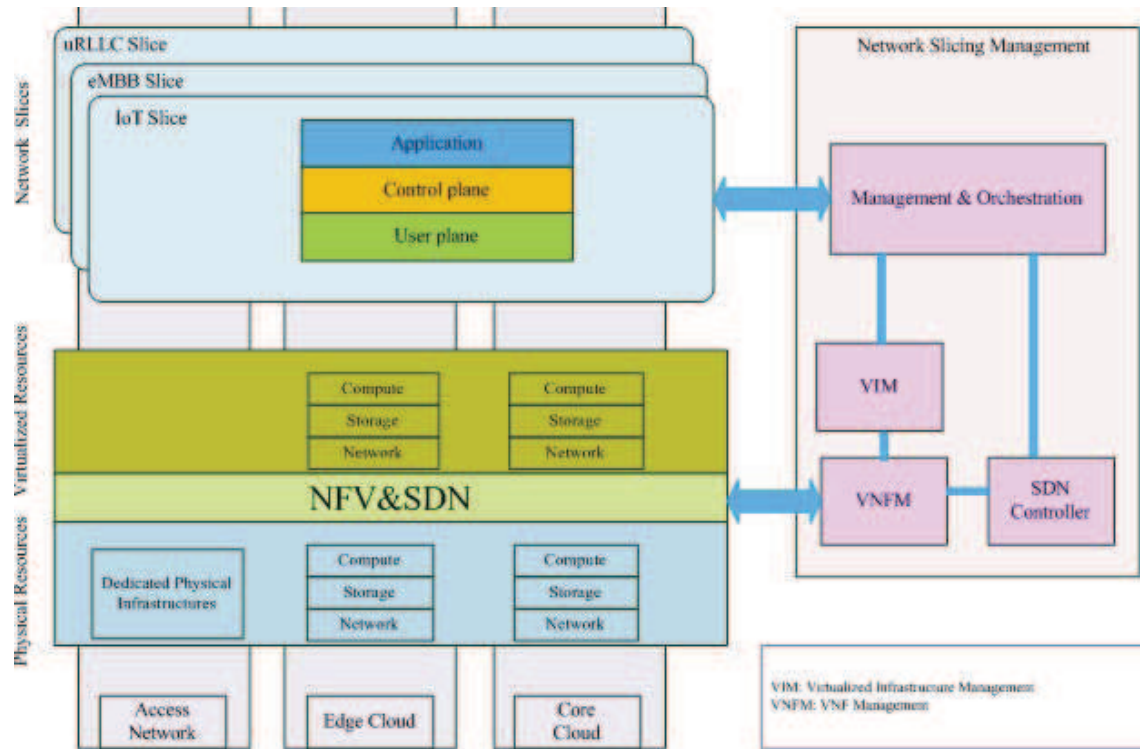 uRLLC Slice
eMBB Slice
IoT Slice
Application
Control plane
User plane
Network Slices
Virtualized Resources
Physical Resources
Compute
Storage
Network
Compute
Storage
Network
NFV&SDN
Dedicated Physical
Infrastructures
Compute
Storage
Network
Compute
Storage
Network
Access
Network
Edge Cloud
Core
Cloud
Network Slicing Management
Management & Orchestration
VIM
VNFM
SDN
Controller
VIM: Virtualized Infrastructure Management
VNFM: VNF Management